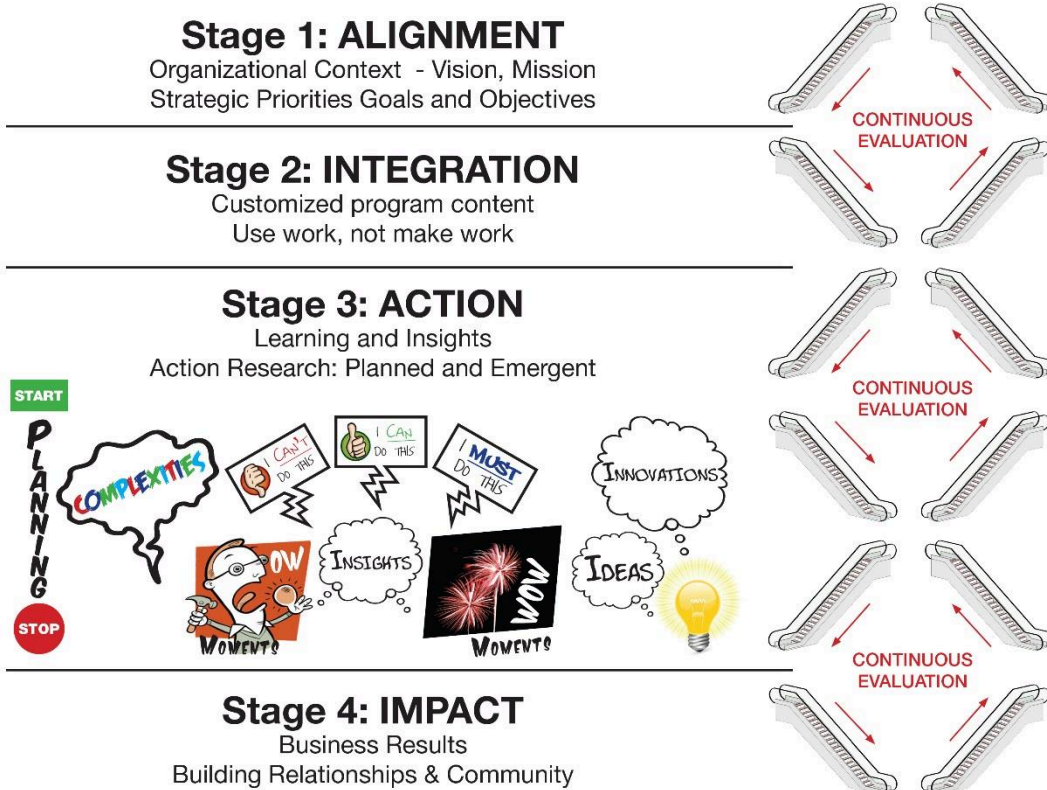 Stage 1: ALIGNMENT
Organizational Context - Vision, Mission
Strategic Priorities Goals and Objectives
CONTINUOUS
EVALUATION
Stage 2: INTEGRATION
Customized program content
Use work, not make work
Stage 3: ACTION
Learning and Insights
Action Research: Planned and Emergent
CONTINUOUS
EVALUATION
START
PLANNING
STOP
COMPLEXITIES
I CAN'T
DO THIS
I CAN
DO THIS
I MUST
DO THIS
INNOVATIONS
OW
MOMENTS
INSIGHTS
WOW
MOMENTS
IDEAS
CONTINUOUS
EVALUATION
Stage 4: IMPACT
Business Results
Building Relationships & Community